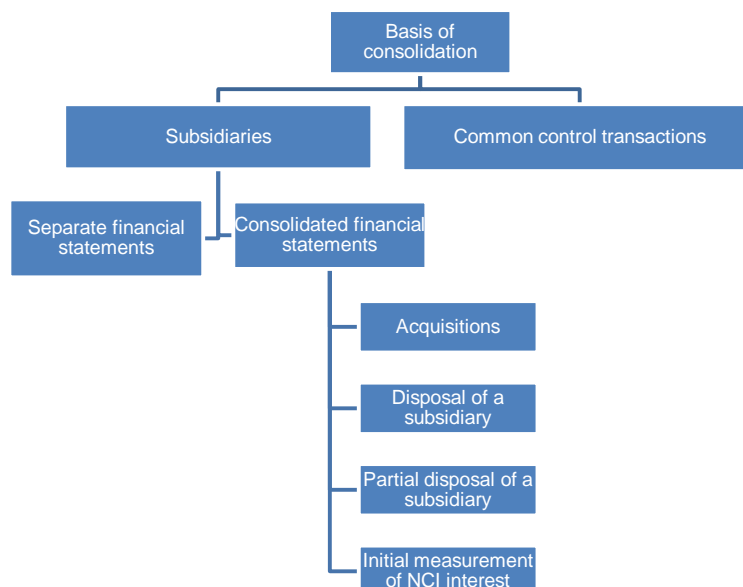 Basis of
consolidation
Subsidiaries
Common control transactions
Separate financial
statements
Consolidated financial
statements
Acquisitions
Disposal of a
subsidiary
Partial disposal of a
subsidiary
Initial measurement
of NCI interest